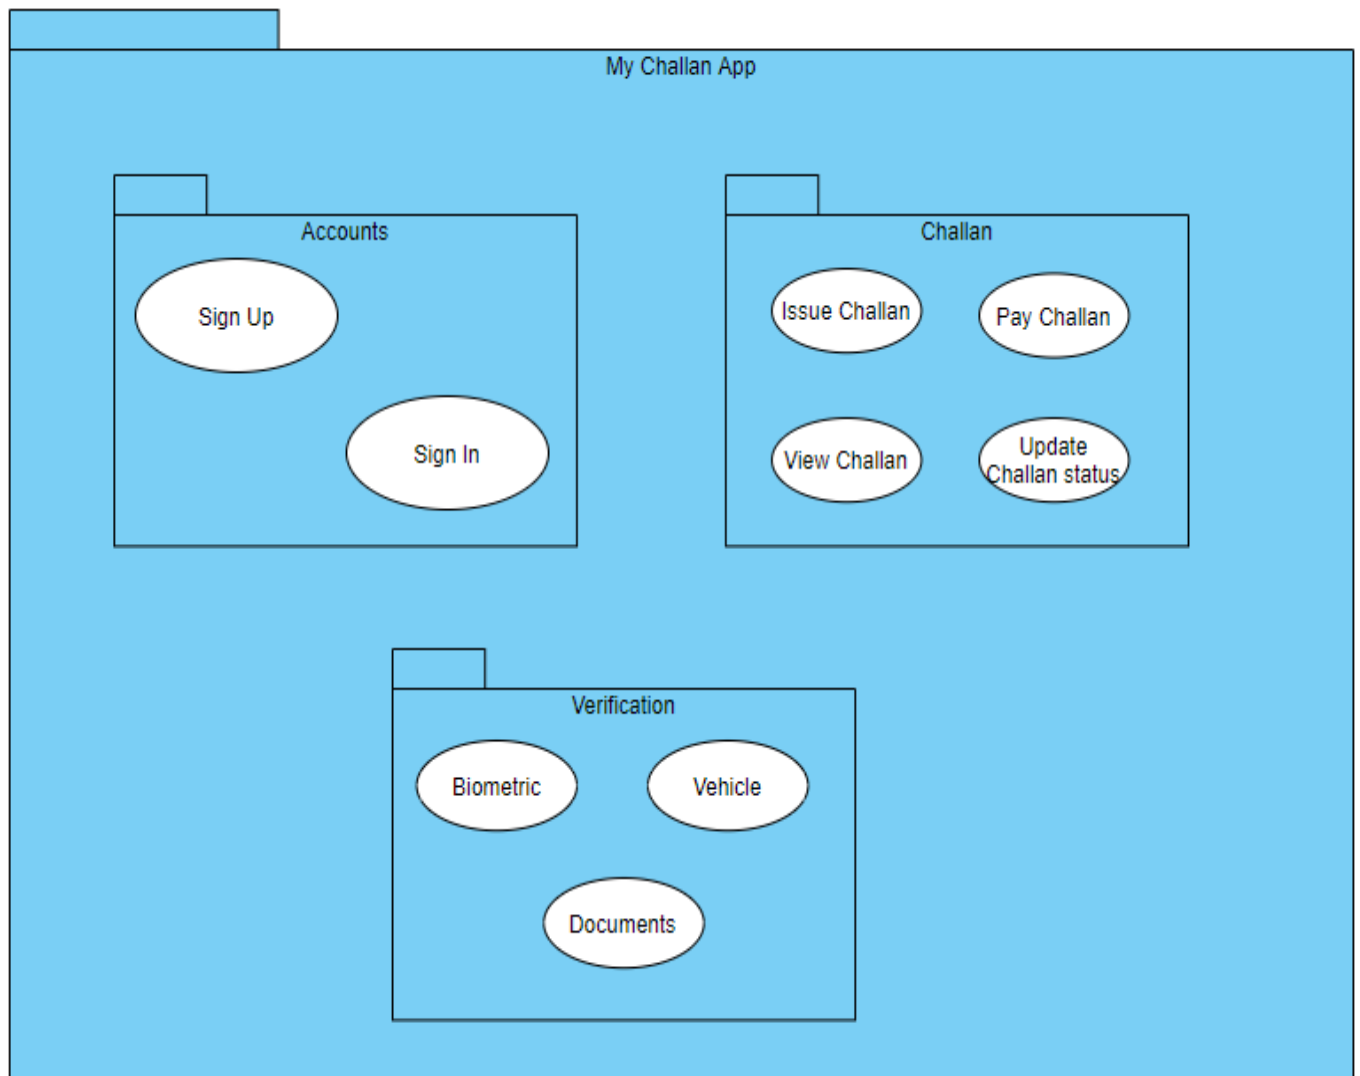 My Challan App
Accounts
Sign Up
Sign In
Challan
Issue Challan
Pay Challan
View Challan
Update
Challan status
Verification
Biometric
Vehicle
Documents